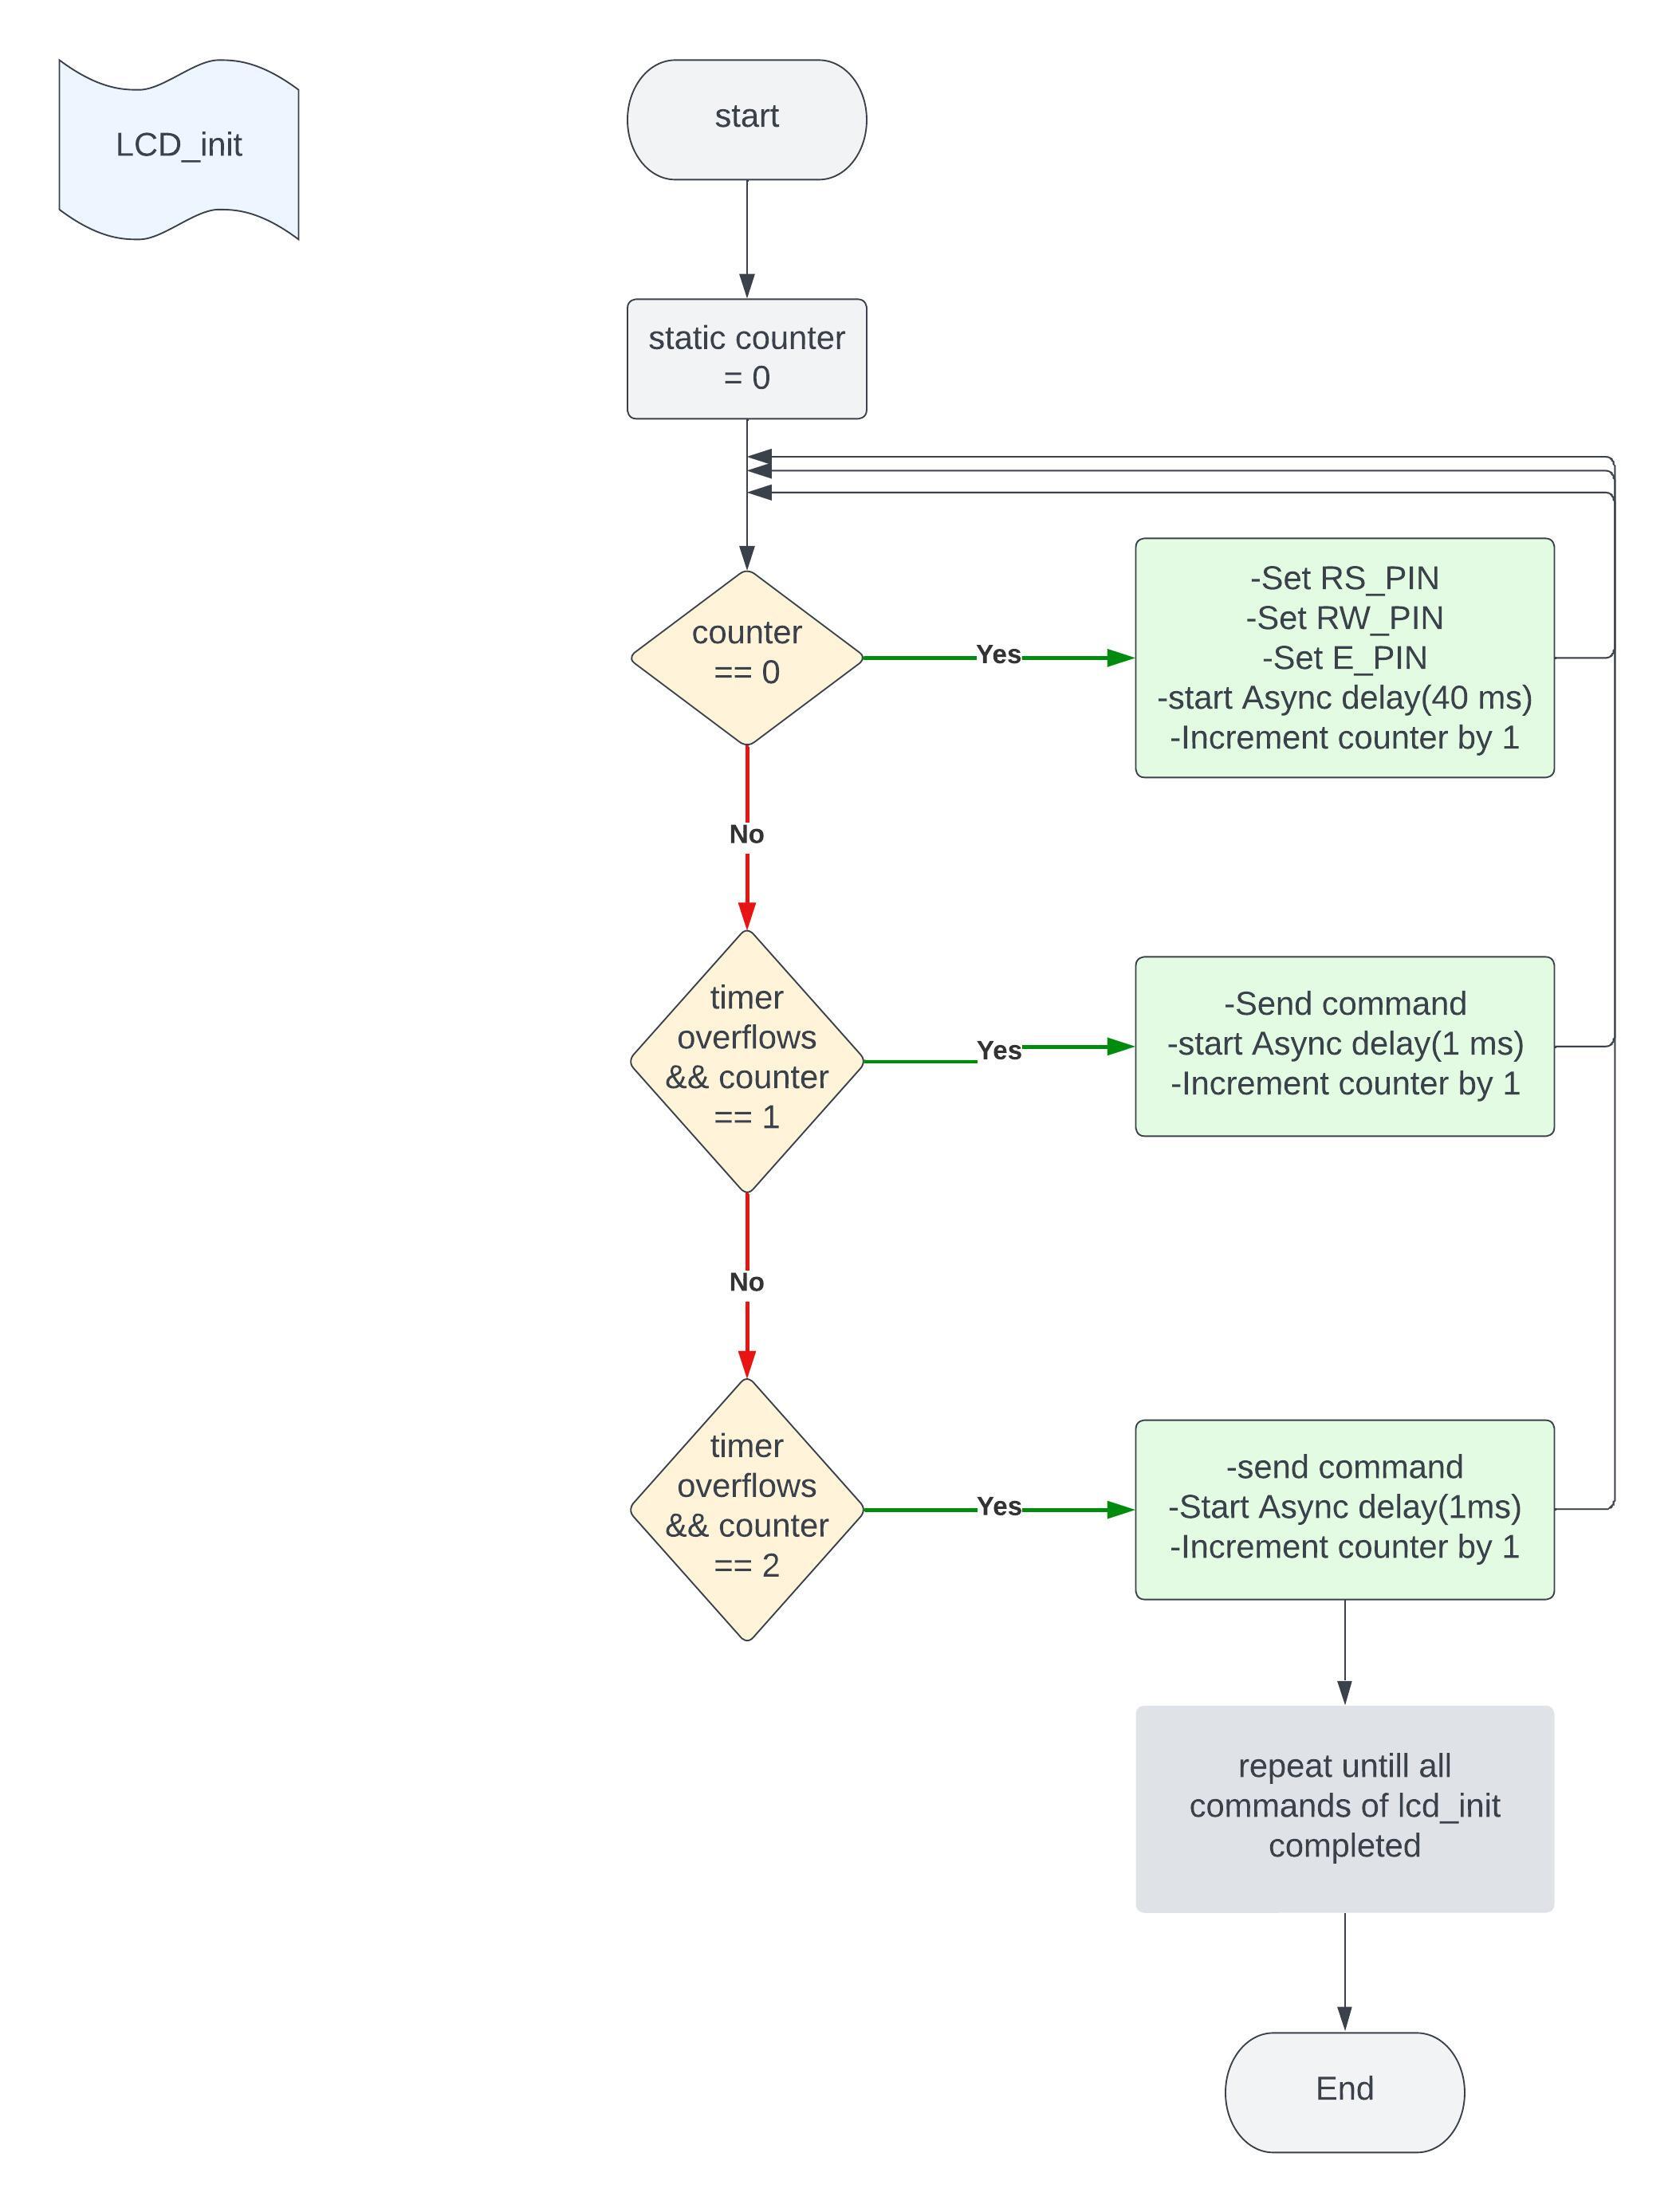 LCD_init
start
static counter
= 0
counter
== 0
Yes
-Set RS_PIN
-Set RW_PIN
-Set E_PIN
-start Async delay(40 ms)
-Increment counter by 1
No
timer
overflows
&& counter
== 1
Yes
-Send command
-start Async delay(1 ms)
-Increment counter by 1
No
timer
overflows
&& counter
== 2
Yes
-send command
-Start Async delay(1ms)
-Increment counter by 1
repeat untill all
commands of lcd_init
completed
End